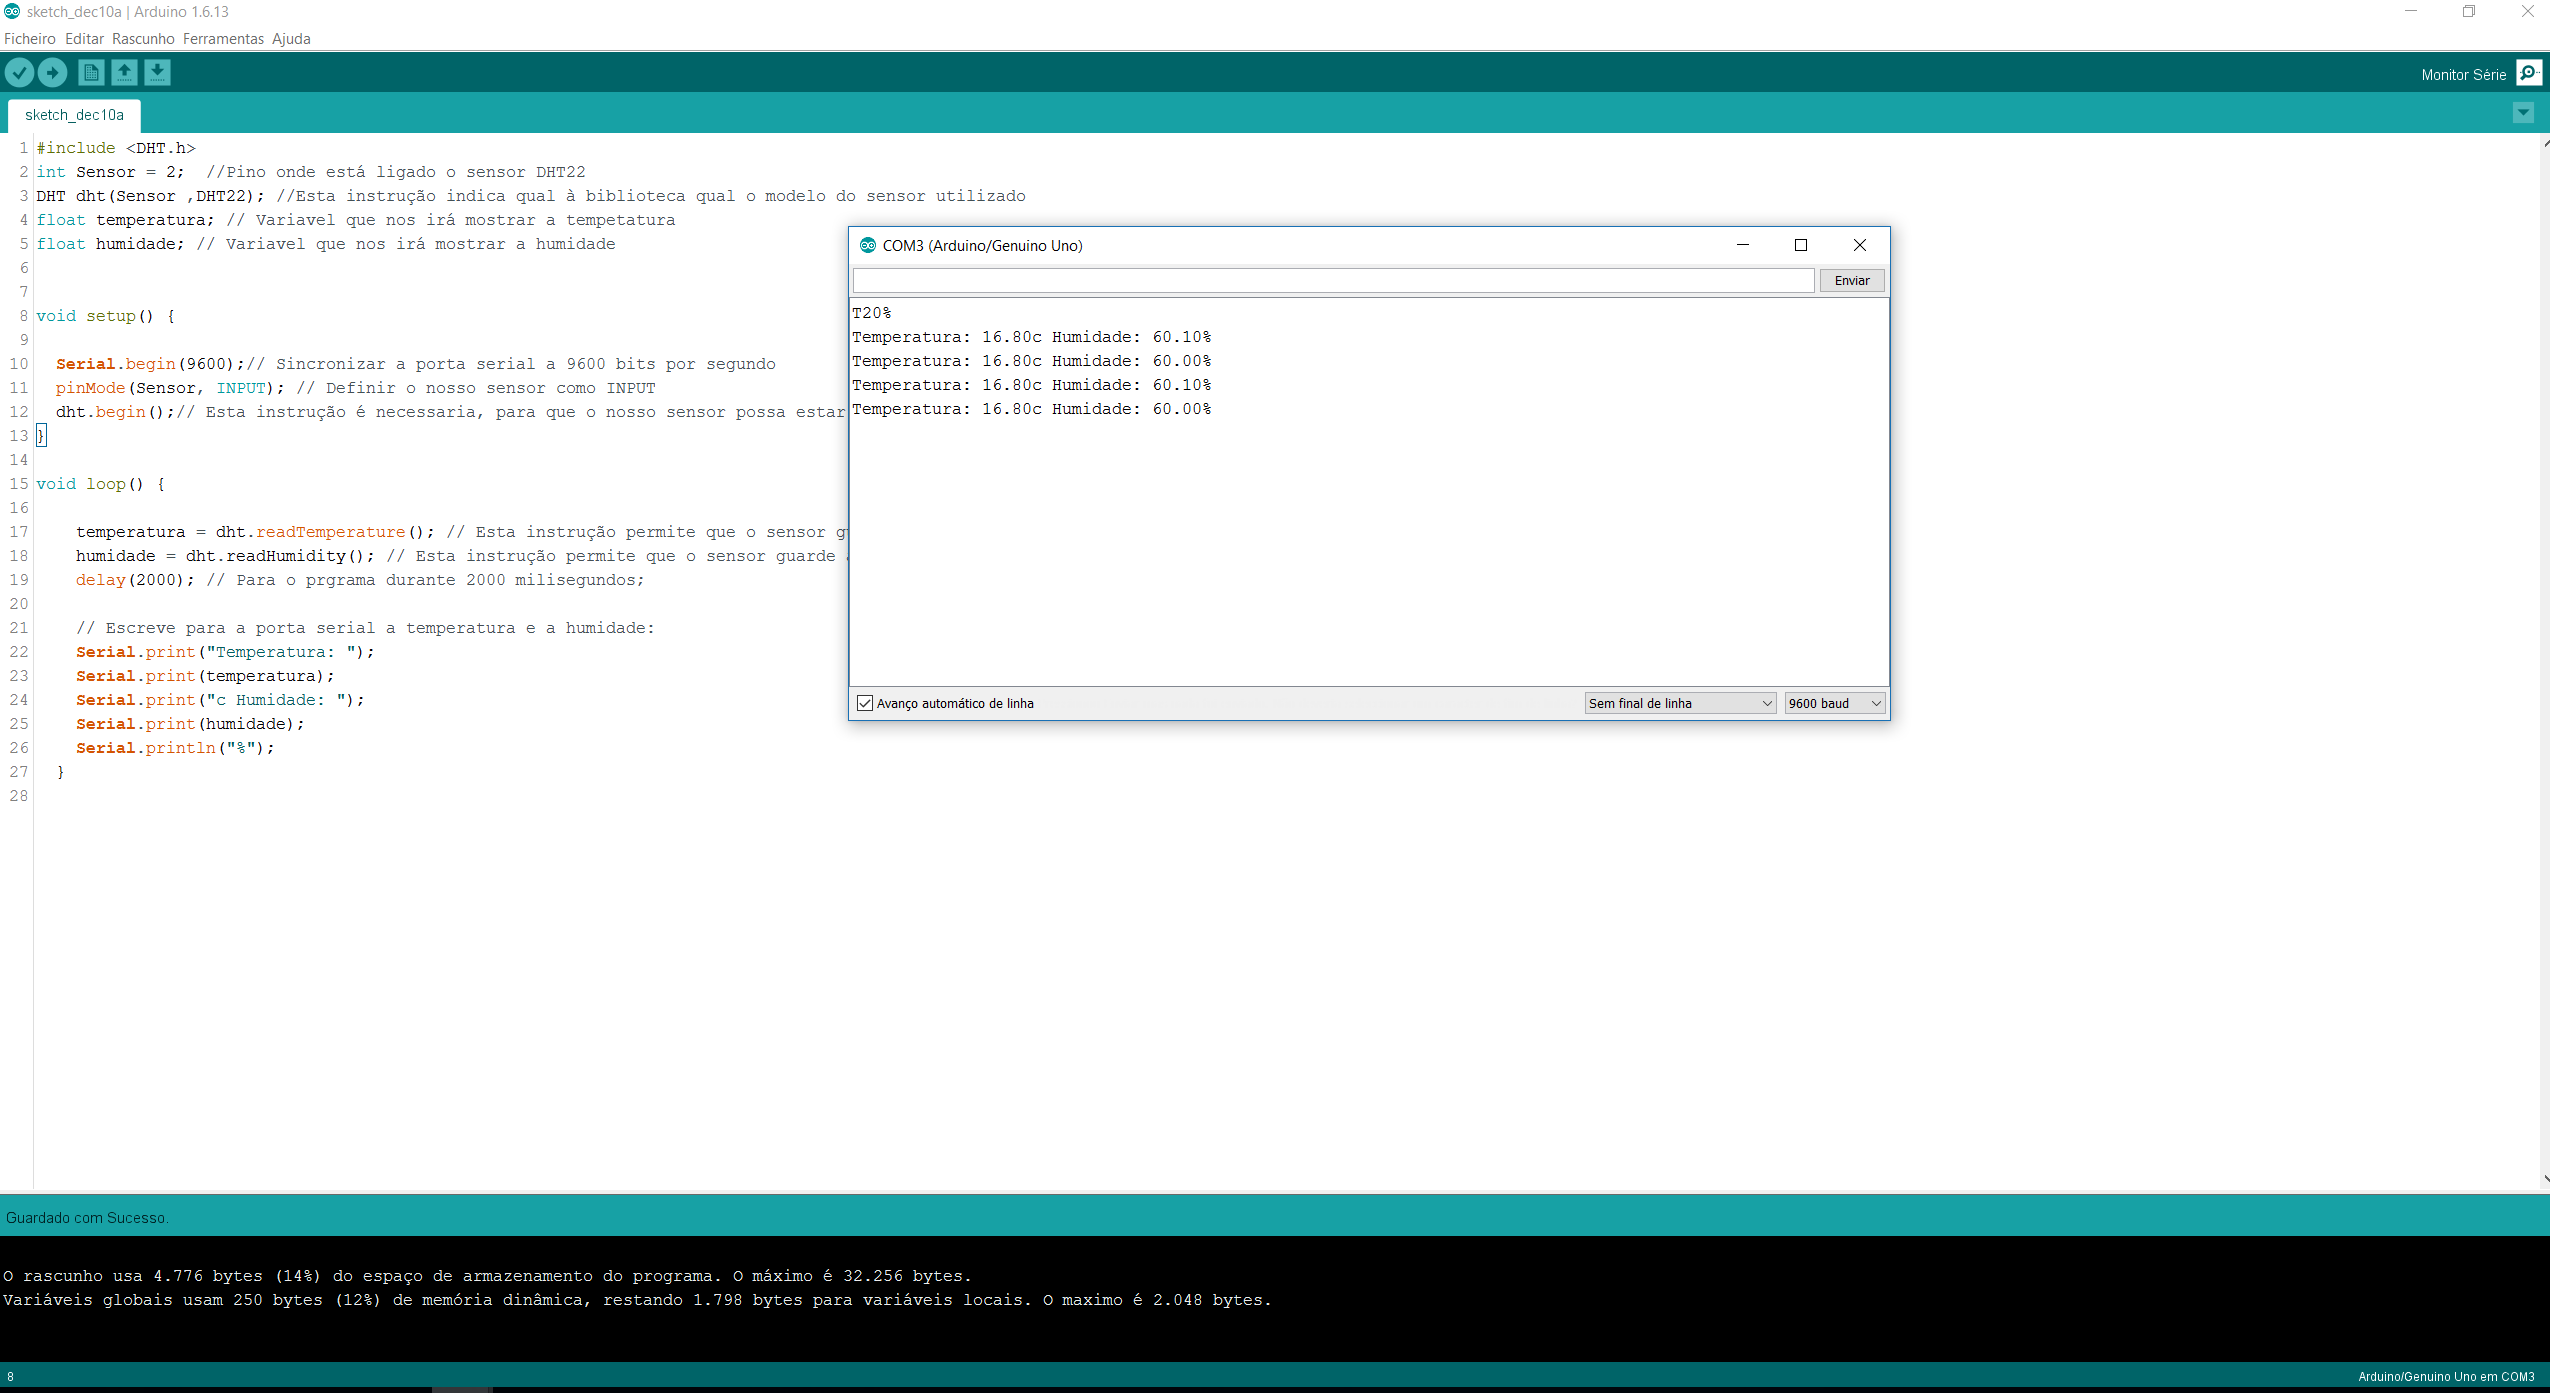 sketch_dec10a | Arduino 1.6.13
Ficheiro Editar Rascunho Ferramentas Ajuda
Monitor Série
sketch_dec10a
1 #include <DHT.h>
2 int Sensor = 2;  //Pino onde está ligado o sensor DHT22
3 DHT dht(Sensor ,DHT22); //Esta instrução indica qual à biblioteca qual o modelo do sensor utilizado
4 float temperatura; // Variavel que nos irá mostrar a tempetatura
5 float humidade; // Variavel que nos irá mostrar a humidade
6
7
8 void setup() {
9
10   Serial.begin(9600);// Sincronizar a porta serial a 9600 bits por segundo
11   pinMode(Sensor, INPUT); // Definir o nosso sensor como INPUT
12   dht.begin();// Esta instrução é necessaria, para que o nosso sensor possa estar
13 }
14
15 void loop() {
16
17     temperatura = dht.readTemperature(); // Esta instrução permite que o sensor
18     humidade = dht.readHumidity(); // Esta instrução permite que o sensor guarde
19     delay(2000); // Para o prgrama durante 2000 milisegundos;
20
21     // Escreve para a porta serial a temperatura e a humidade:
22     Serial.print("Temperatura: ");
23     Serial.print(temperatura);
24     Serial.print("c Humidade: ");
25     Serial.print(humidade);
26     Serial.println("%");
27   }
28
COM3 (Arduino/Genuino Uno)
Enviar
T20%
Temperatura: 16.80c Humidade: 60.10%
Temperatura: 16.80c Humidade: 60.00%
Temperatura: 16.80c Humidade: 60.10%
Temperatura: 16.80c Humidade: 60.00%
Avanço automático de linha
Sem final de linha
9600 baud
Guardado com Sucesso.
O rascunho usa 4.776 bytes (14%) do espaço de armazenamento do programa. O máximo é 32.256 bytes.
Variáveis globais usam 250 bytes (12%) de memória dinâmica, restando 1.798 bytes para variáveis locais. O maximo é 2.048 bytes.
8
Arduino/Genuino Uno em COM3